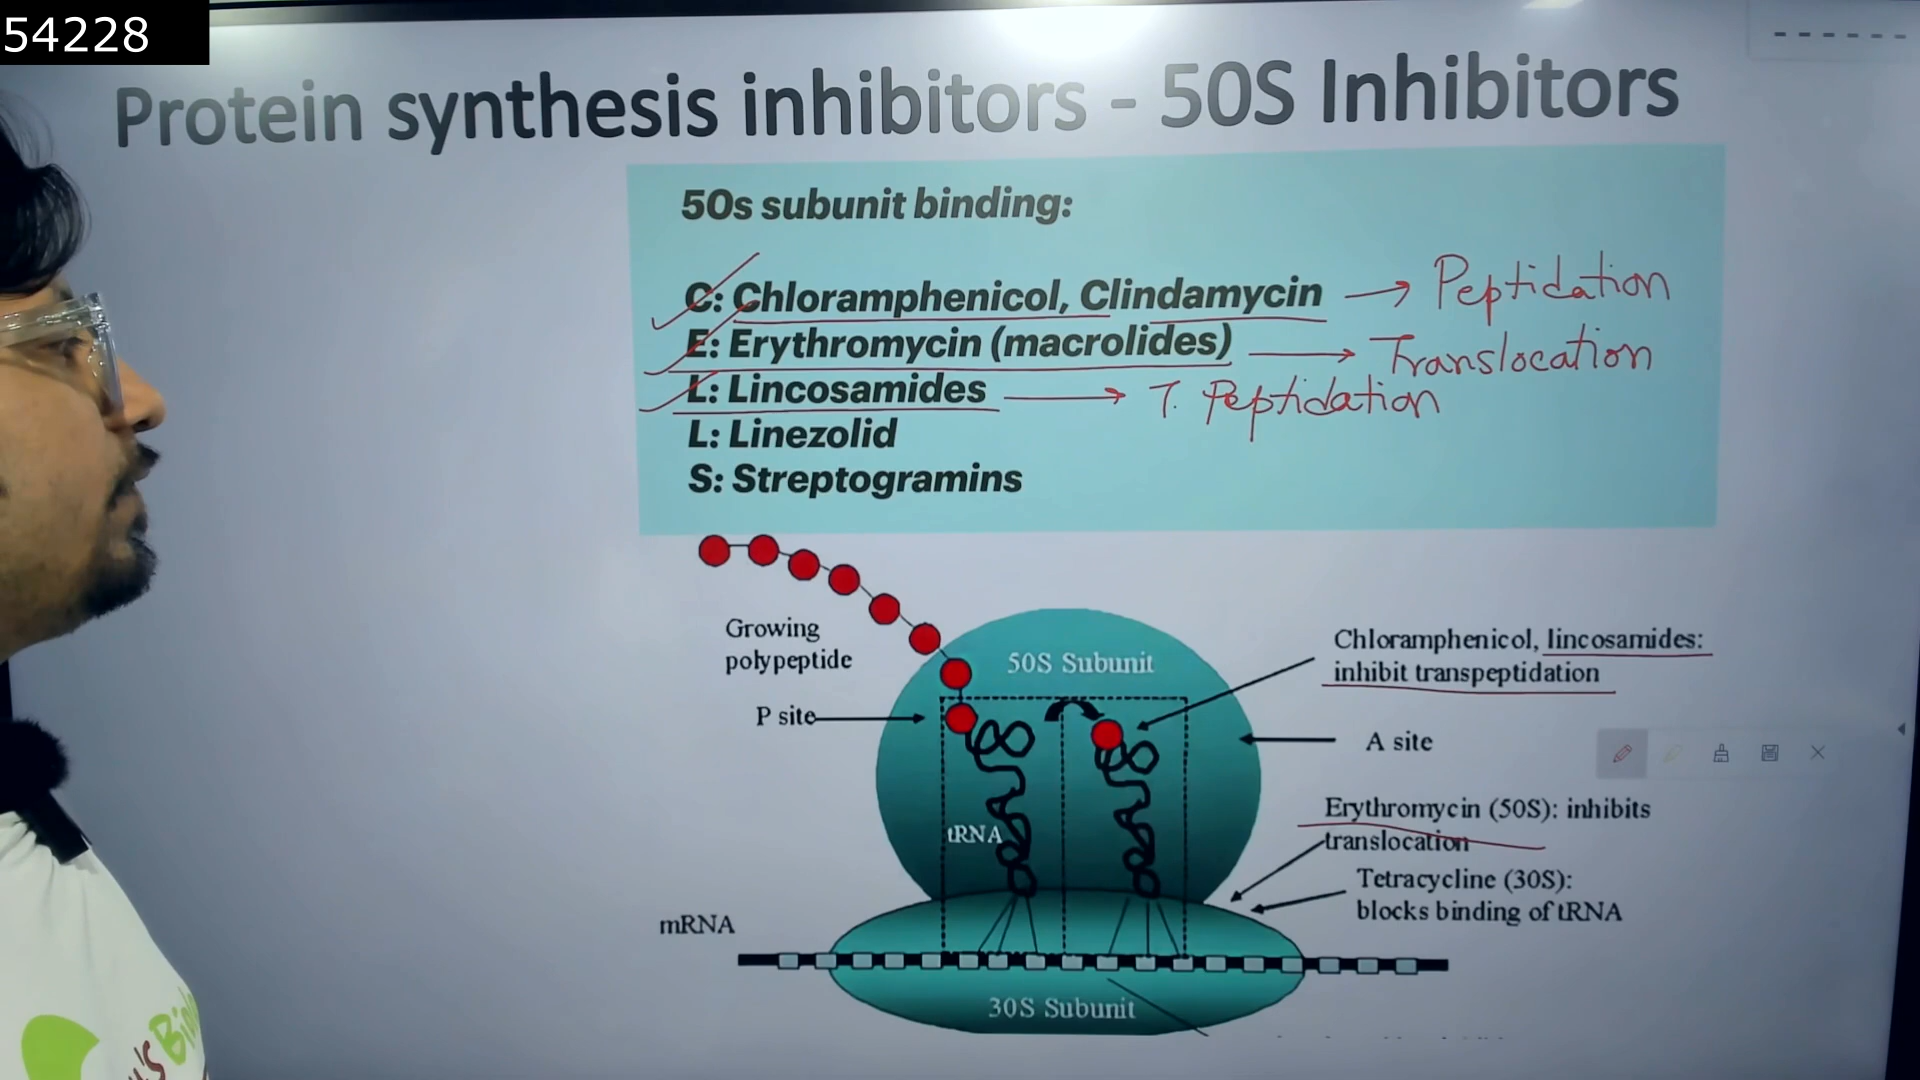 54228
Protein synthesis inhibitors - 50S Inhibitors
50s subunit binding:
C: Chloramphenicol, Clindamycin → Peptidation
E: Erythromycin (macrolides) → Translocation
L: Lincosamides → T. Peptidation
L: Linezolid
S: Streptogramins
Growing
polypeptide
50S Subunit
Chloramphenicol, lincosamides:
inhibit transpeptidation
P site
A site
Erythromycin (50S): inhibits
translocation
tRNA
Tetracycline (30S):
blocks binding of tRNA
mRNA
30S Subunit